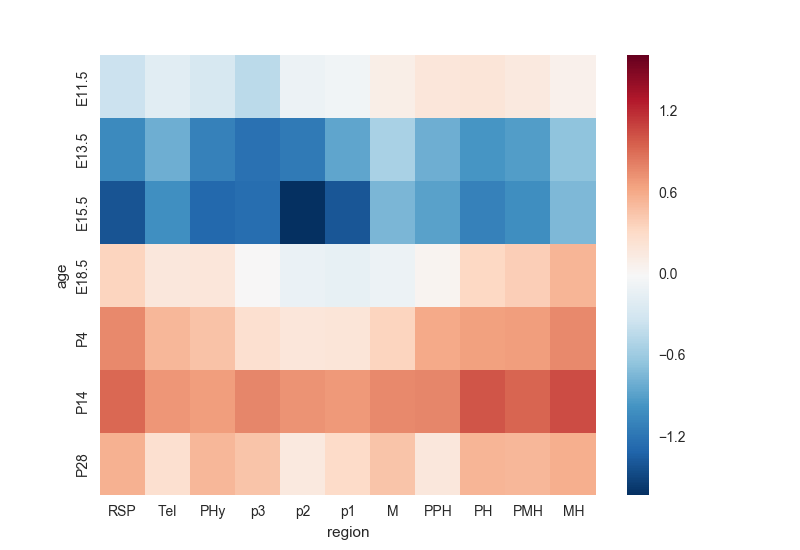 E11.5
E13.5
E15.5
E18.5
P4
P14
P28
age
RSP Tel PHy p3 p2 p1 M PPH PH PMH MH
region
1.2
0.6
0.0
−0.6
−1.2